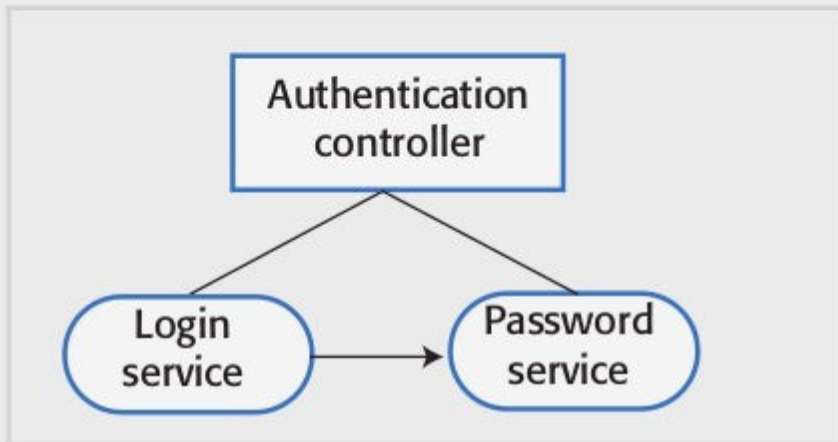 Authentication
controller
Login
service
Password
service